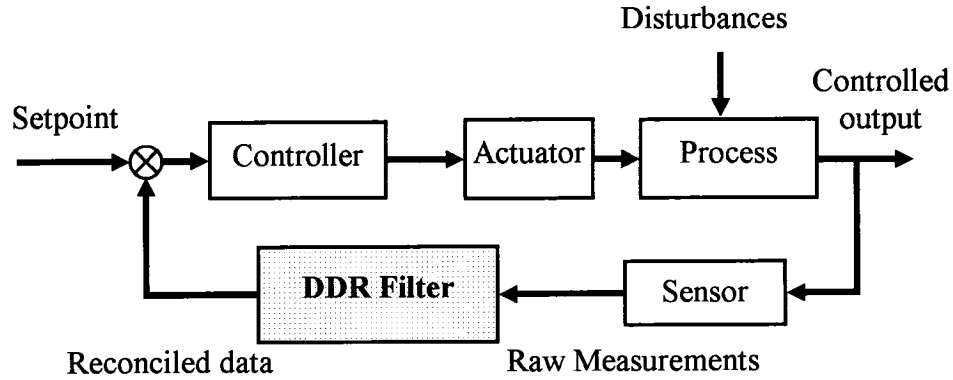 Disturbances
Setpoint
Controlled
output
Controller
Actuator
Process
DDR Filter
Sensor
Reconciled data
Raw Measurements